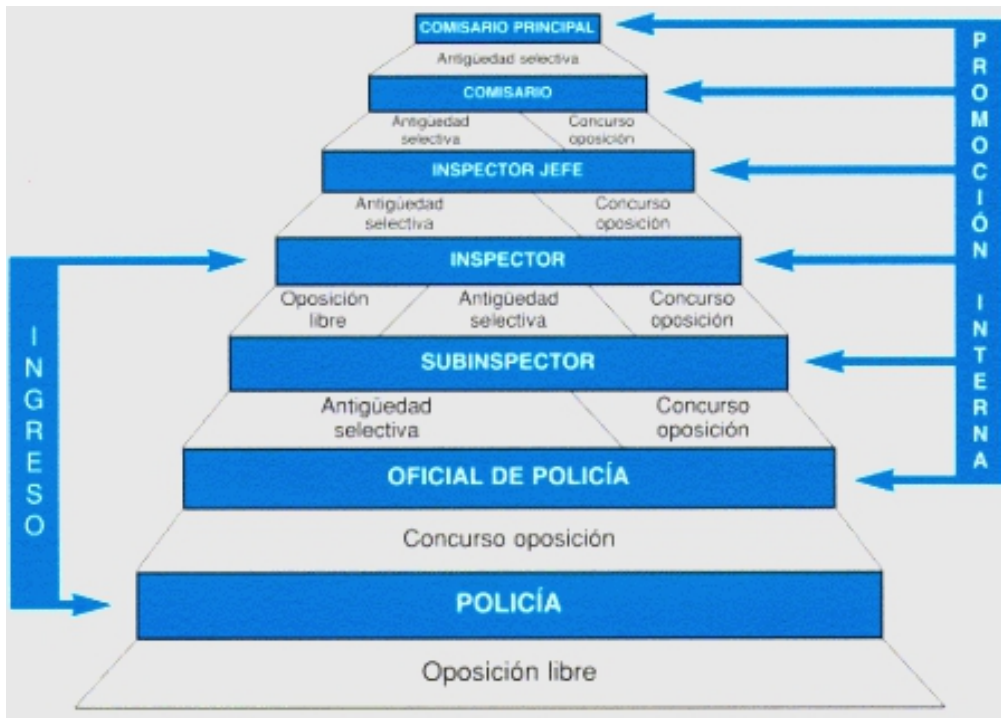 COMISARIO PRINCIPAL
Antigüedad selectiva
COMISARIO
Antigüedad
selectiva
Concurso
oposición
INSPECTOR JEFE
Antigüedad
selectiva
Concurso
oposición
INSPECTOR
Oposición
libre
Antigüedad
selectiva
Concurso
oposición
SUBINSPECTOR
Antigüedad
selectiva
Concurso
oposición
OFICIAL DE POLICÍA
Concurso oposición
POLICÍA
Oposición libre
INGRESO
PROMOCIÓN INTERNA